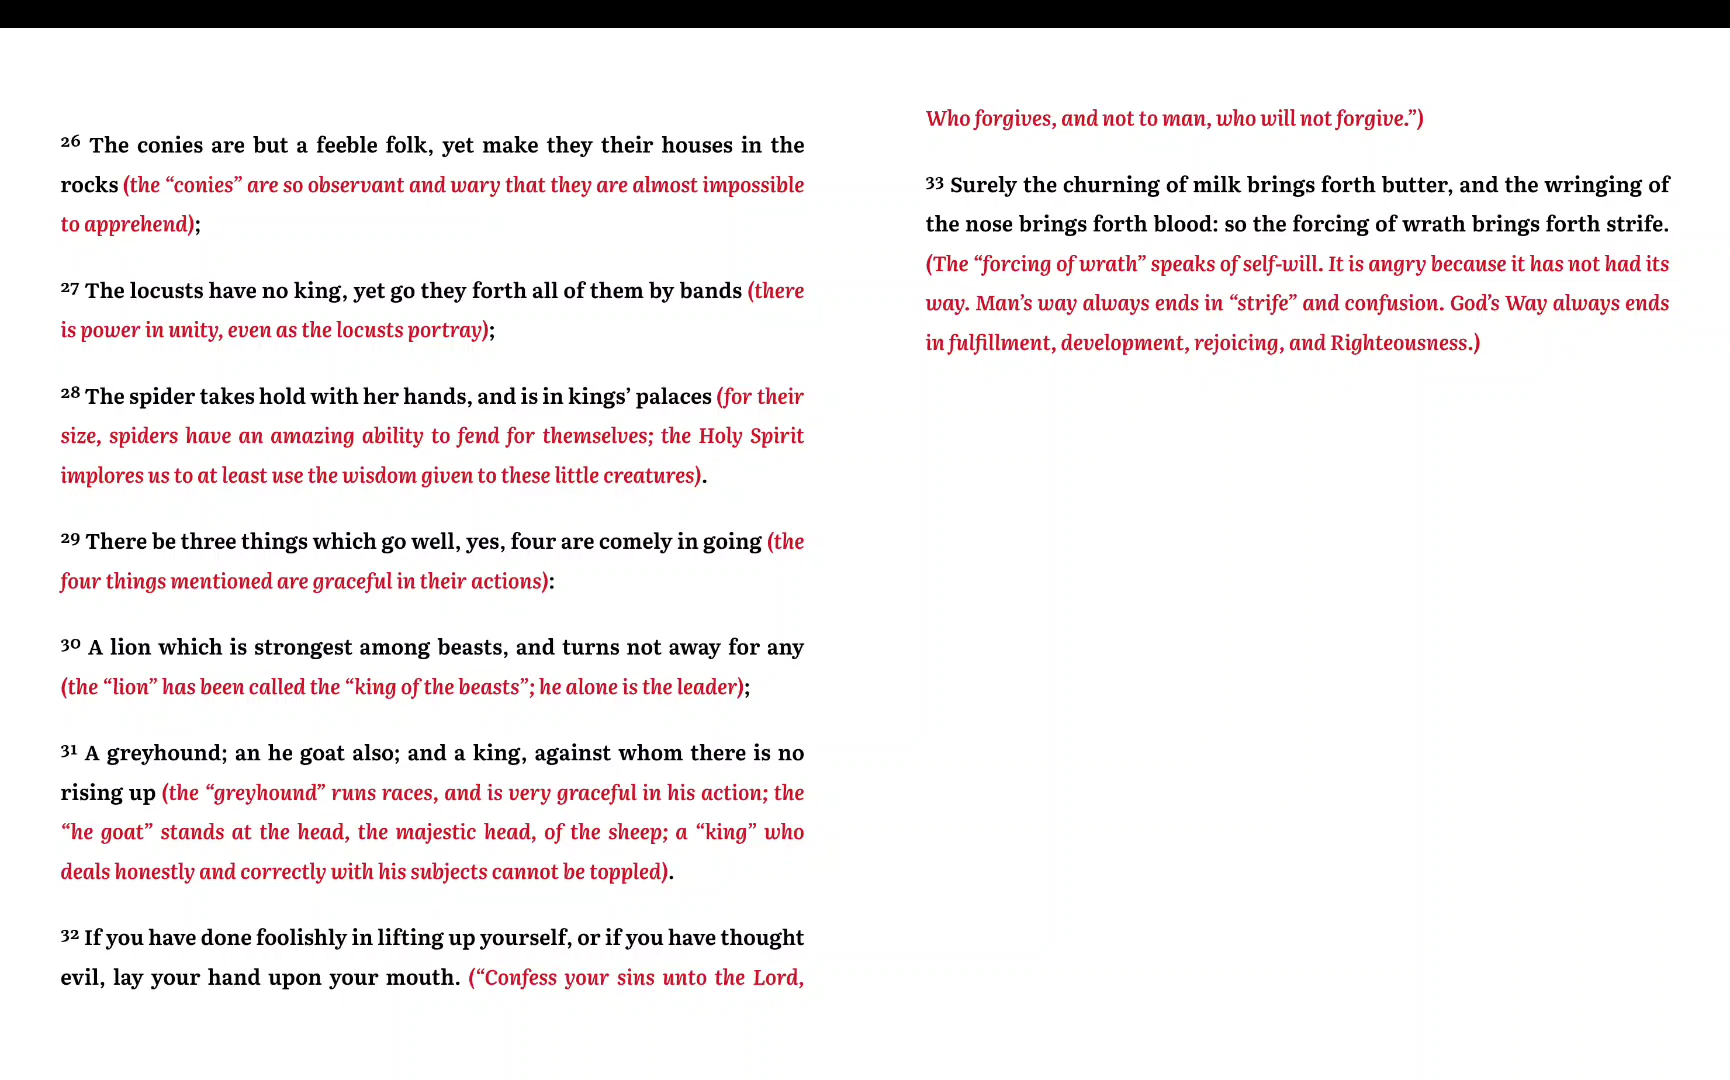 26 The conies are but a feeble folk, yet make they their houses in the
rocks (the “conies” are so observant and wary that they are almost impossible
to apprehend);
27 The locusts have no king, yet go they forth all of them by bands (there
is power in unity, even as the locusts portray);
28 The spider takes hold with her hands, and is in kings’ palaces (for their
size, spiders have an amazing ability to fend for themselves; the Holy Spirit
implores us to at least use the wisdom given to these little creatures).
29 There be three things which go well, yes, four are comely in going (the
four things mentioned are graceful in their actions):
30 A lion which is strongest among beasts, and turns not away for any
(the “lion” has been called the “king of the beasts”; he alone is the leader);
31 A greyhound; an he goat also; and a king, against whom there is no
rising up (the “greyhound” runs races, and is very graceful in his action; the
“he goat” stands at the head, the majestic head, of the sheep; a “king” who
deals honestly and correctly with his subjects cannot be toppled).
32 If you have done foolishly in lifting up yourself, or if you have thought
evil, lay your hand upon your mouth. (“Confess your sins unto the Lord,
Who forgives, and not to man, who will not forgive.”)
33 Surely the churning of milk brings forth butter, and the wringing of
the nose brings forth blood: so the forcing of wrath brings forth strife.
(The “forcing of wrath” speaks of self-will. It is angry because it has not had its
way. Man’s way always ends in “strife” and confusion. God’s Way always ends
in fulfillment, development, rejoicing, and Righteousness.)